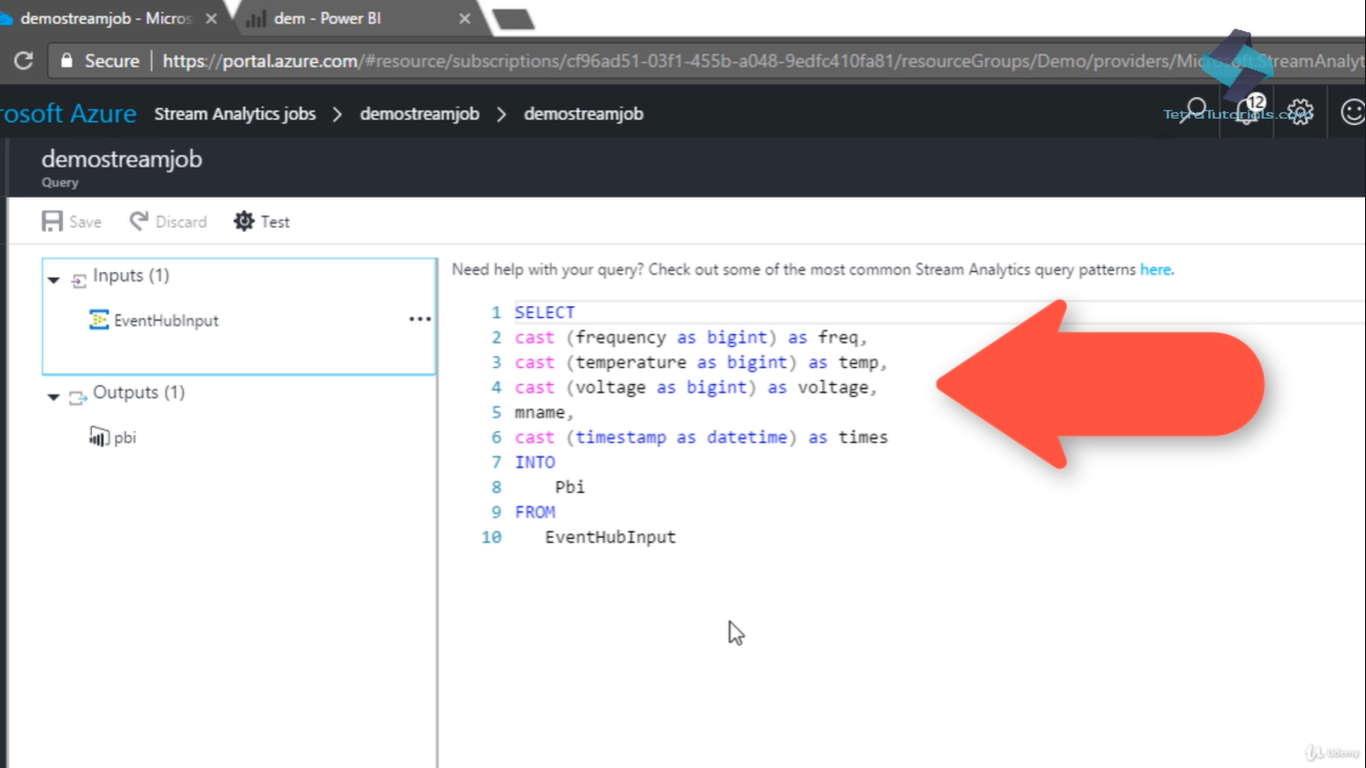 demostreamjob - Micros
dem - Power BI
Secure
https://portal.azure.com/#resource/subscriptions/cf96ad51-03f1-455b-a048-9edfc410fa81/resourceGroups/Demo/providers/Microsoft.StreamAnalyt
rosoft Azure
Stream Analytics jobs > demostreamjob > demostreamjob
12
TetraTutorials.com
demostreamjob
Query
Save
Discard
Test
Inputs (1)
EventHubInput
Outputs (1)
pbi
Need help with your query? Check out some of the most common Stream Analytics query patterns here.
1 SELECT
2 cast (frequency as bigint) as freq,
3 cast (temperature as bigint) as temp,
4 cast (voltage as bigint) as voltage,
5 mname,
6 cast (timestamp as datetime) as times
7 INTO
8 Pbi
9 FROM
10 EventHubInput
Udemy